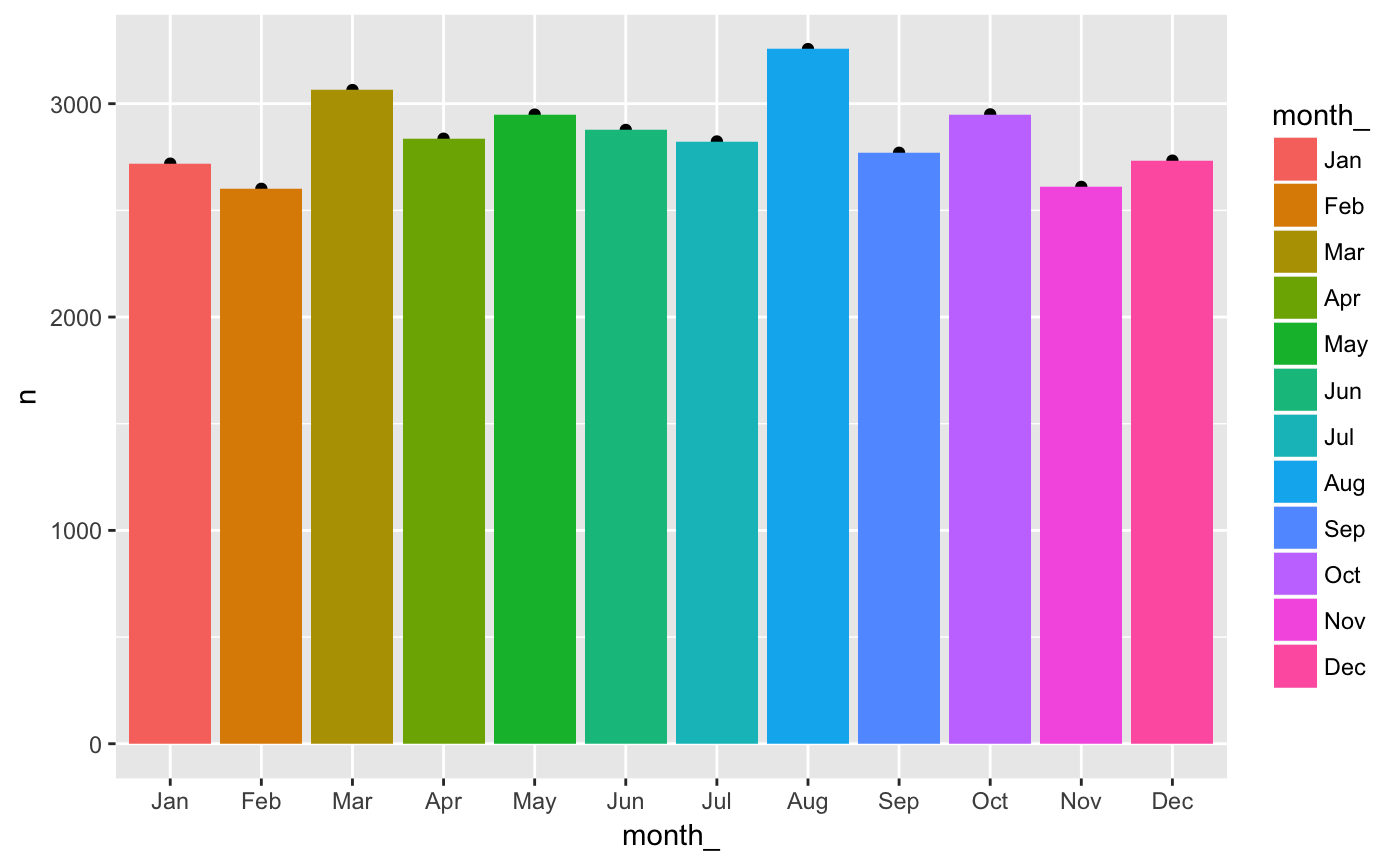 3000
2000
1000
0
n
Jan Feb Mar Apr May Jun Jul Aug Sep Oct Nov Dec
month_
month_
Jan
Feb
Mar
Apr
May
Jun
Jul
Aug
Sep
Oct
Nov
Dec